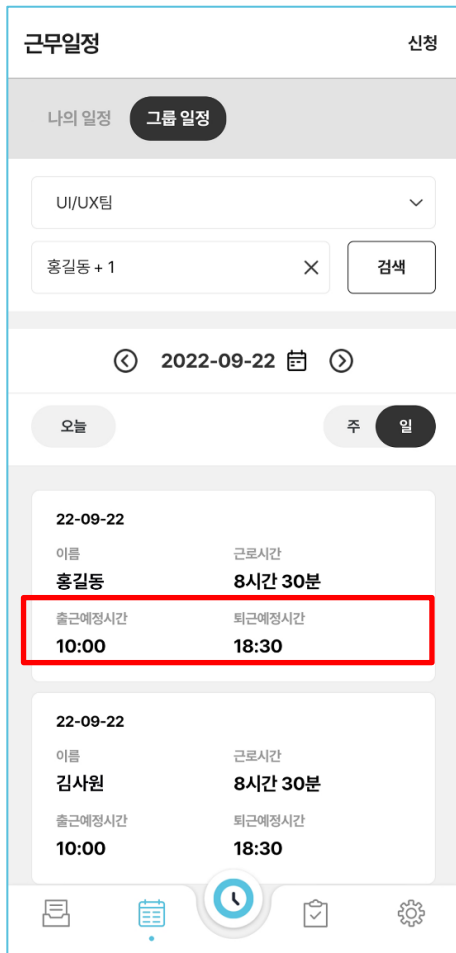 근무일정 신청
나의 일정 그룹 일정
UI/UX팀
홍길동 + 1 검색
2022-09-22
오늘 주 일
22-09-22
이름 근로시간
홍길동 8시간 30분
출근예정시간 퇴근예정시간
10:00 18:30
22-09-22
이름 근로시간
김사원 8시간 30분
출근예정시간 퇴근예정시간
10:00 18:30